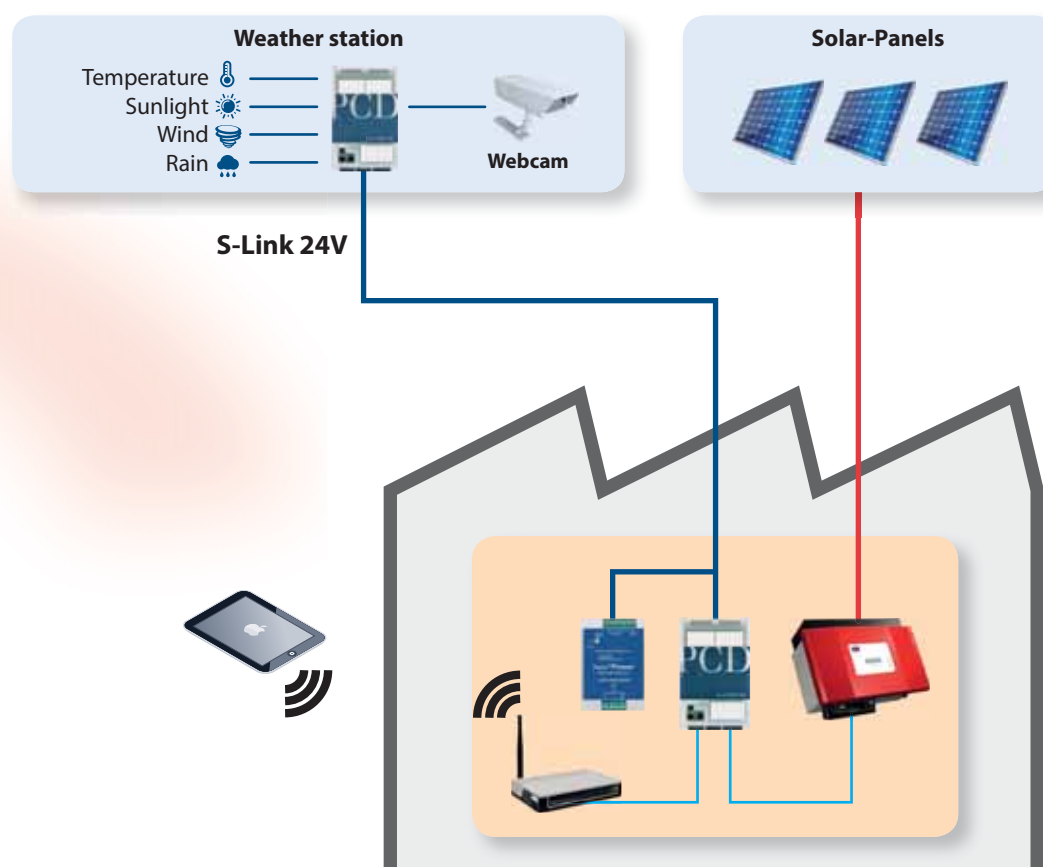 Weather station
Temperature
Sunlight
Wind
Rain
PCD
Webcam
Solar-Panels
S-Link 24V
PCD